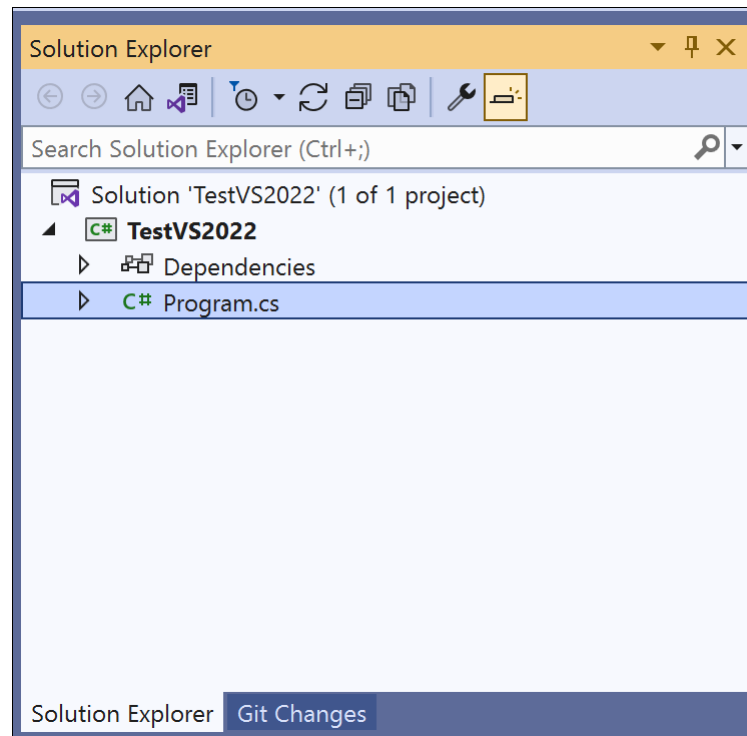 Solution Explorer
Search Solution Explorer (Ctrl+;)
Solution 'TestVS2022' (1 of 1 project)
C# TestVS2022
Dependencies
C# Program.cs
Solution Explorer Git Changes